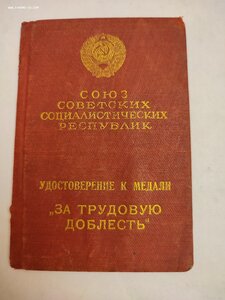 СОЮЗ
СОВЕТСКИХ
СОЦИАЛИСТИЧЕСКИХ
РЕСПУБЛИК
УДОСТОВЕРЕНИЕ К МЕДАЛИ
„ЗА ТРУДОВУЮ
ДОБЛЕСТЬ“